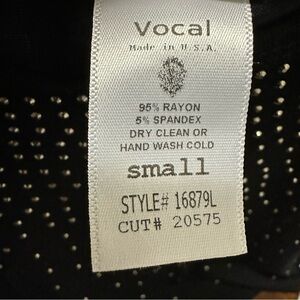 Vocal
Made in U.S.A.
95% RAYON
5% SPANDEX
DRY CLEAN OR
HAND WASH COLD
small
STYLE# 16879L
CUT# 20575